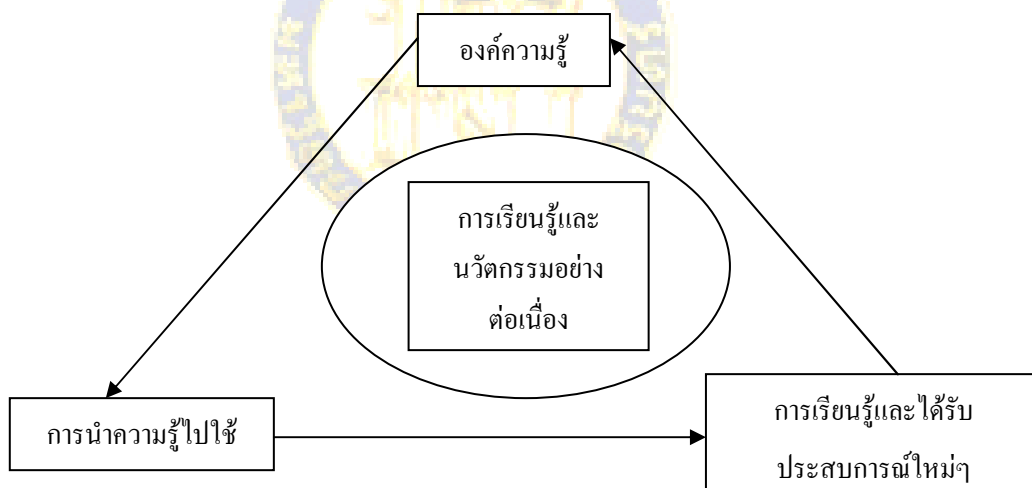 องค์ความรู้
การเรียนรู้และ
นวัตกรรมอย่าง
ต่อเนื่อง
การนำความรู้ไปใช้
การเรียนรู้และได้รับ
ประสบการณ์ใหม่ๆ